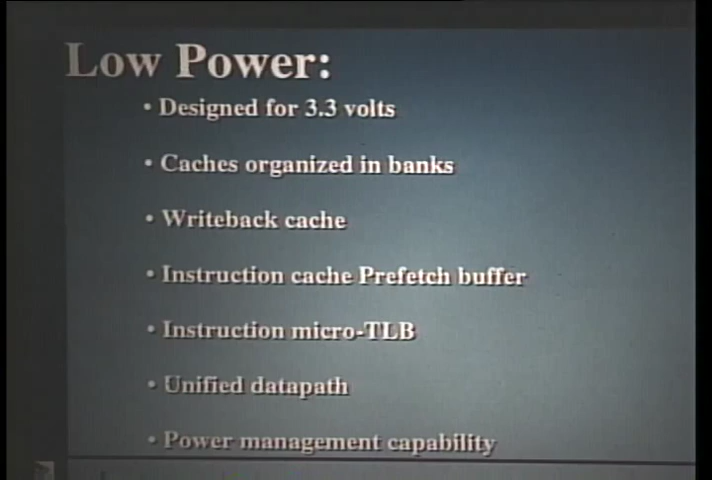 Low Power:
• Designed for 3.3 volts
• Caches organized in banks
• Writeback cache
• Instruction cache Prefetch buffer
• Instruction micro-TLB
• Unified datapath
• Power management capability